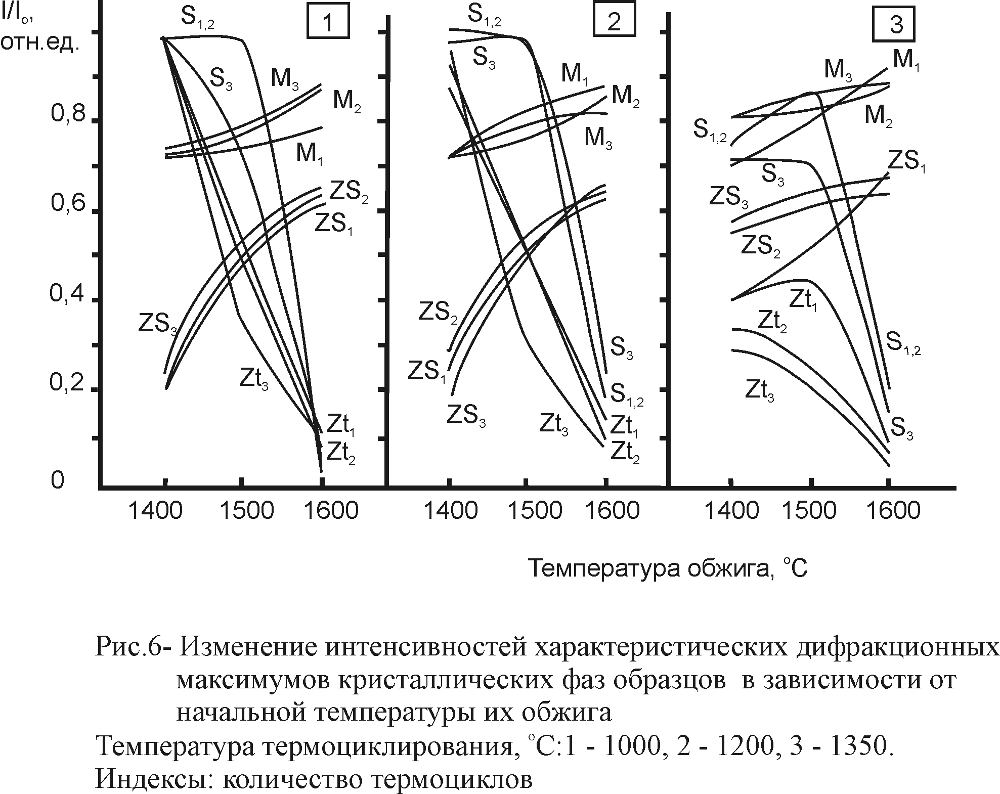 I/I₀,
отн.ед.
S₁,₂
1
S₃
M₃
M₂
M₁
ZS₂
ZS₁
ZS₃
Zt₃
Zt₁
Zt₂
S₁,₂
2
S₃
M₁
M₂
M₃
ZS₂
ZS₁
ZS₃
Zt₃
S₃
S₁,₂
Zt₁
Zt₂
3
M₁
M₃
M₂
S₁,₂
S₃
ZS₁
ZS₃
ZS₂
Zt₁
Zt₂
Zt₃
S₁,₂
S₃
0,8
0,6
0,4
0,2
0
1400 1500 1600 1400 1500 1600 1400 1500 1600
Температура обжига, °С
Рис.6- Изменение интенсивностей характеристических дифракционных
максимумов кристаллических фаз образцов в зависимости от
начальной температуры их обжига
Температура термоциклирования, °С:1 - 1000, 2 - 1200, 3 - 1350.
Индексы: количество термоциклов